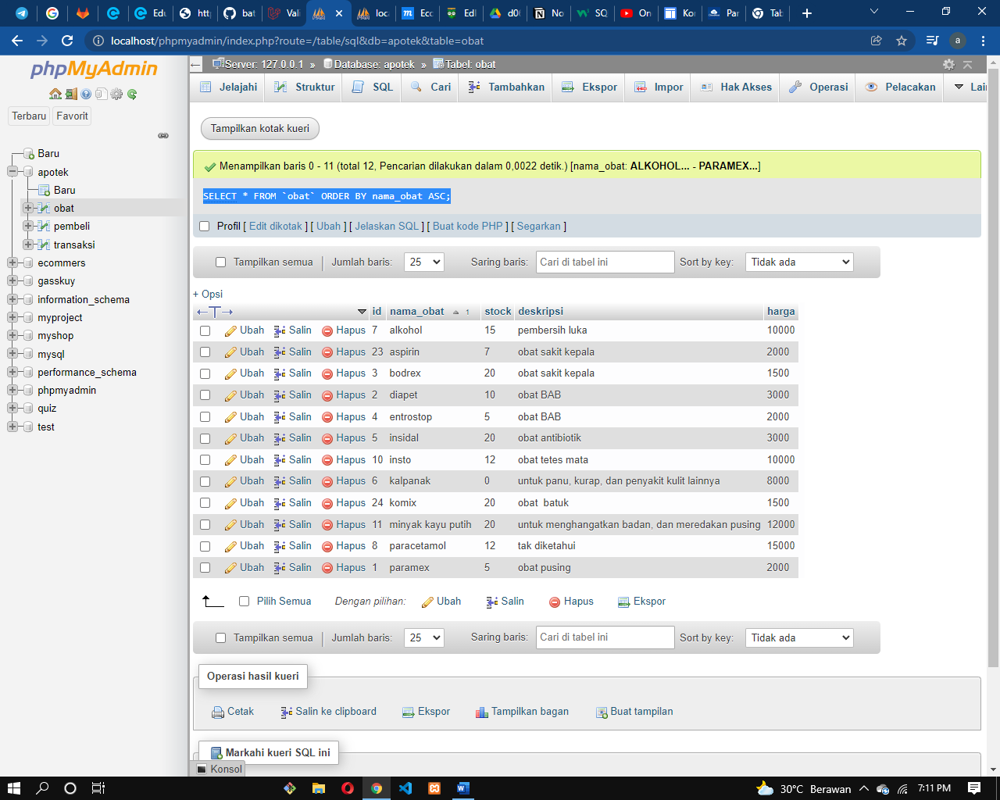 Val
loca
Ecc
Edl
No
SQ
On
Kor
Par
Tab
localhost/phpmyadmin/index.php?route=/table/sql&db=apotek&table=obat
a
phpMyAdmin
Terbaru Favorit
Baru
apotek
Baru
obat
pembeli
transaksi
ecommers
gasskuy
information_schema
myproject
myshop
mysql
performance_schema
phpmyadmin
quiz
test
Server: 127.0.0.1 » Database: apotek » Tabel: obat
Jelajahi Struktur SQL Cari Tambahkan Ekspor Impor Hak Akses Operasi Pelacakan Lai
Tampilkan kotak kueri
Menampilkan baris 0 - 11 (total 12, Pencarian dilakukan dalam 0,0022 detik.) [nama_obat: ALKOHOL... - PARAMEX...]
SELECT * FROM `obat` ORDER BY nama_obat ASC;
Profil [ Edit dikotak ] [ Ubah ] [ Jelaskan SQL ] [ Buat kode PHP ] [ Segarkan ]
Tampilkan semua Jumlah baris: 25 Saring baris: Cari di tabel ini Sort by key: Tidak ada
+ Opsi
←T→ id nama_obat 1 stock deskripsi harga
Ubah Salin Hapus 7 alkohol 15 pembersih luka 10000
Ubah Salin Hapus 23 aspirin 7 obat sakit kepala 2000
Ubah Salin Hapus 3 bodrex 20 obat sakit kepala 1500
Ubah Salin Hapus 2 diapet 10 obat BAB 3000
Ubah Salin Hapus 4 entrostop 5 obat BAB 2000
Ubah Salin Hapus 5 insidal 20 obat antibiotik 3000
Ubah Salin Hapus 10 insto 12 obat tetes mata 10000
Ubah Salin Hapus 6 kalpanak 0 untuk panu, kurap, dan penyakit kulit lainnya 8000
Ubah Salin Hapus 24 komix 20 obat batuk 1500
Ubah Salin Hapus 11 minyak kayu putih 20 untuk menghangatkan badan, dan meredakan pusing 12000
Ubah Salin Hapus 8 paracetamol 12 tak diketahui 15000
Ubah Salin Hapus 1 paramex 5 obat pusing 2000
Pilih Semua Dengan pilihan: Ubah Salin Hapus Ekspor
Tampilkan semua Jumlah baris: 25 Saring baris: Cari di tabel ini Sort by key: Tidak ada
Operasi hasil kueri
Cetak Salin ke clipboard Ekspor Tampilkan bagan Buat tampilan
Markahi kueri SQL ini
Konsol
30°C Berawan 7:11 PM